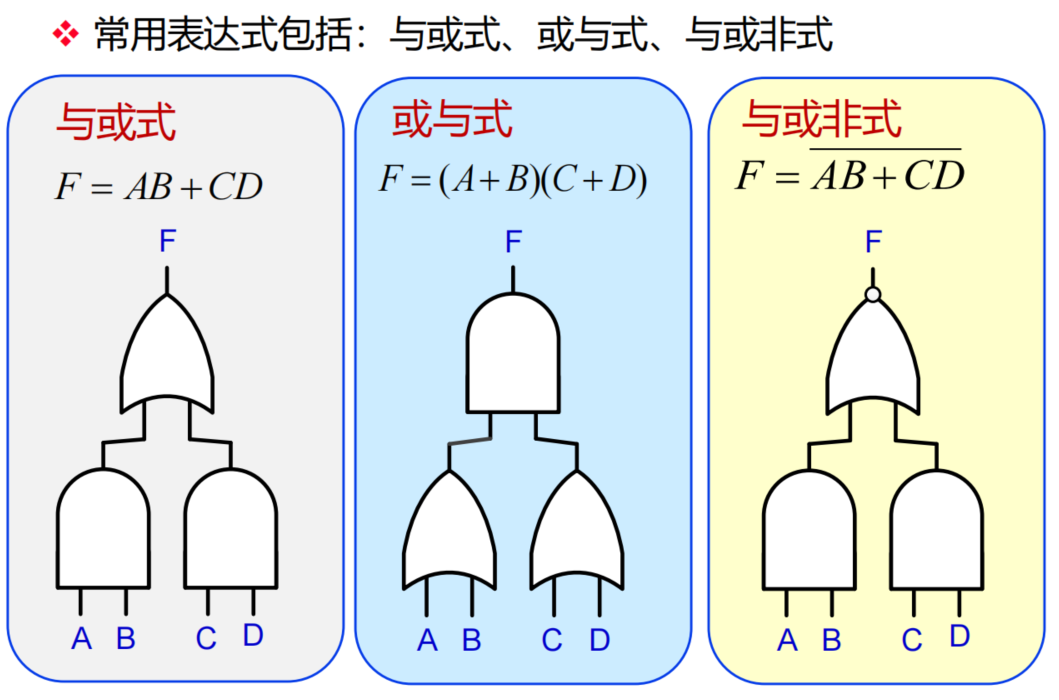 常用表达式包括：与或式、或与式、与或非式
与或式
F = AB + CD
F
A B C D
或与式
F = (A + B)(C + D)
F
A B C D
与或非式
F = \overline{AB + CD}
F
A B C D